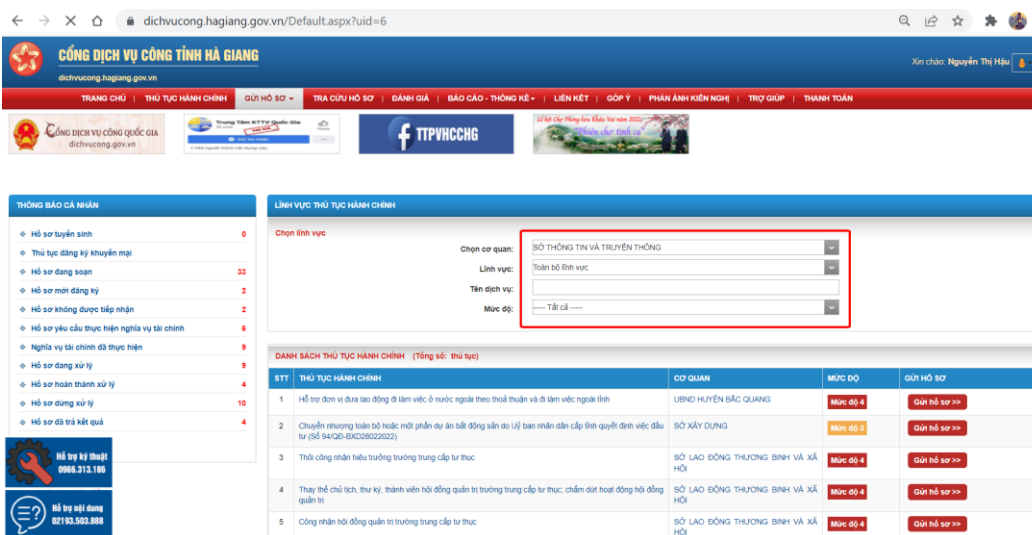 dichvucong.hagiang.gov.vn/Default.aspx?uid=6
CỔNG DỊCH VỤ CÔNG TỈNH HÀ GIANG
dichvucong.hagiang.gov.vn
Xin chào: Nguyễn Thị Hậu
TRANG CHỦ | THỦ TỤC HÀNH CHÍNH | GỬI HỒ SƠ | TRA CỨU HỒ SƠ | ĐÁNH GIÁ | BÁO CÁO - THỐNG KÊ | LIÊN KẾT | GÓP Ý | PHẢN ÁNH KIẾN NGHỊ | TRỢ GIÚP | THANH TOÁN
CỔNG DỊCH VỤ CÔNG QUỐC GIA
dichvucong.gov.vn
Trung Tâm KTTV Quốc Gia
TTPVHCCHG
"Phiên chợ tình ca"
THÔNG BÁO CÁ NHÂN
Hồ sơ tuyển sinh 0
Thủ tục đăng ký khuyến mại
Hồ sơ đang soạn 33
Hồ sơ mới đăng ký 2
Hồ sơ không được tiếp nhận 2
Hồ sơ yêu cầu thực hiện nghĩa vụ tài chính 6
Nghĩa vụ tài chính đã thực hiện 9
Hồ sơ đang xử lý 9
Hồ sơ hoàn thành xử lý 4
Hồ sơ dừng xử lý 10
Hồ sơ đã trả kết quả 4
Hỗ trợ kỹ thuật
0966.313.186
Hỗ trợ nội dung
02193.503.888
LĨNH VỰC THỦ TỤC HÀNH CHÍNH
Chọn lĩnh vực
Chọn cơ quan: SỞ THÔNG TIN VÀ TRUYỀN THÔNG
Lĩnh vực: Toàn bộ lĩnh vực
Tên dịch vụ:
Mức độ: ---- Tất cả -----
DANH SÁCH THỦ TỤC HÀNH CHÍNH (Tổng số: thủ tục)
STT THỦ TỤC HÀNH CHÍNH CƠ QUAN MỨC ĐỘ GỬI HỒ SƠ
1 Hỗ trợ đơn vị đưa lao động đi làm việc ở nước ngoài theo thoả thuận và đi làm việc ngoài tỉnh UBND HUYỆN BẮC QUANG Mức độ 4 Gửi hồ sơ >>
2 Chuyển nhượng toàn bộ hoặc một phần dự án bất động sản do Uỷ ban nhân dân cấp tỉnh quyết định việc đầu SỞ XÂY DỰNG Mức độ 3 Gửi hồ sơ >>
tư (Số 94/QĐ-BXD28022022)
3 Thôi công nhận hiệu trưởng trường trung cấp tư thục SỞ LAO ĐỘNG THƯƠNG BINH VÀ XÃ Mức độ 4 Gửi hồ sơ >>
HỘI
4 Thay thế chủ tịch, thư ký, thành viên hội đồng quản trị trường trung cấp tư thục; chấm dứt hoạt động hội đồng SỞ LAO ĐỘNG THƯƠNG BINH VÀ XÃ Mức độ 4 Gửi hồ sơ >>
quản trị HỘI
5 Công nhận hội đồng quản trị trường trung cấp tư thục SỞ LAO ĐỘNG THƯƠNG BINH VÀ XÃ Mức độ 4 Gửi hồ sơ >>
HỘI